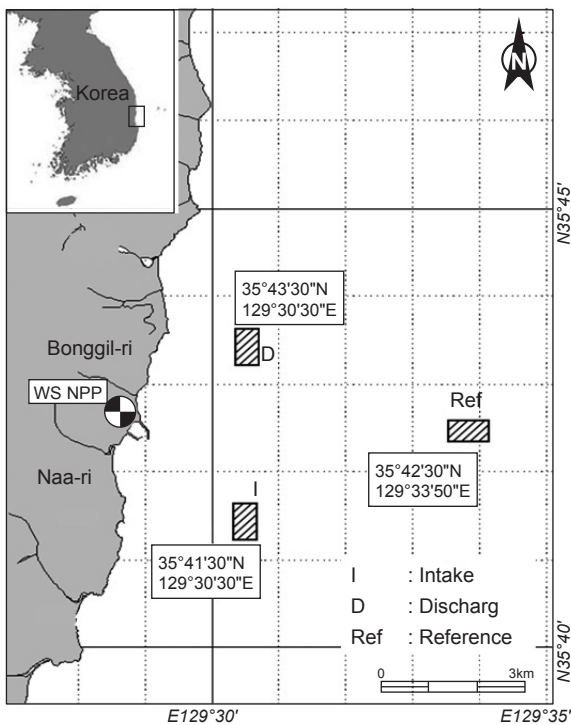 Korea
N
N35°45'
35°43'30"N
129°30'30"E
D
Bonggil-ri
WS NPP
Ref
35°42'30"N
129°33'50"E
Naa-ri
I
35°41'30"N
129°30'30"E
I : Intake
D : Discharg
Ref : Reference
0 3km
N35°40'
E129°30'
E129°35'